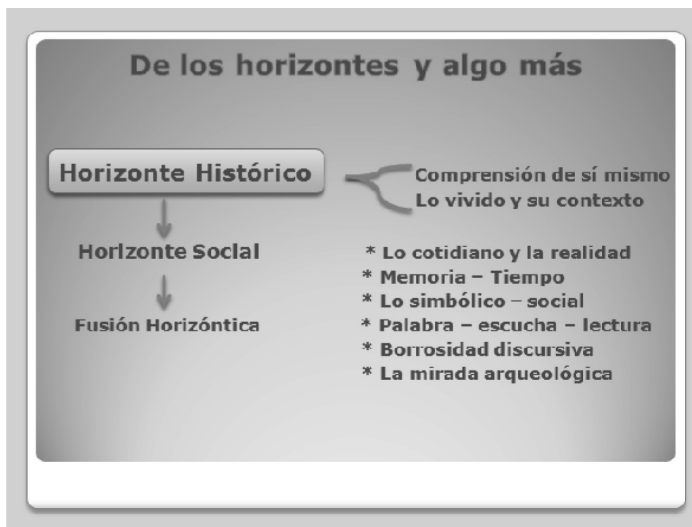 De los horizontes y algo más
Horizonte Histórico
Comprensión de sí mismo
Lo vivido y su contexto
Horizonte Social
Fusión Horizóntica
* Lo cotidiano y la realidad
* Memoria – Tiempo
* Lo simbólico – social
* Palabra – escucha – lectura
* Borrosidad discursiva
* La mirada arqueológica